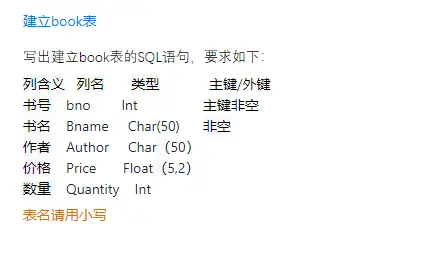 建立book表
写出建立book表的SQL语句，要求如下：
列含义 列名 类型 主键/外键
书号 bno Int 主键非空
书名 Bname Char(50) 非空
作者 Author Char（50）
价格 Price Float（5,2）
数量 Quantity Int
表名请用小写